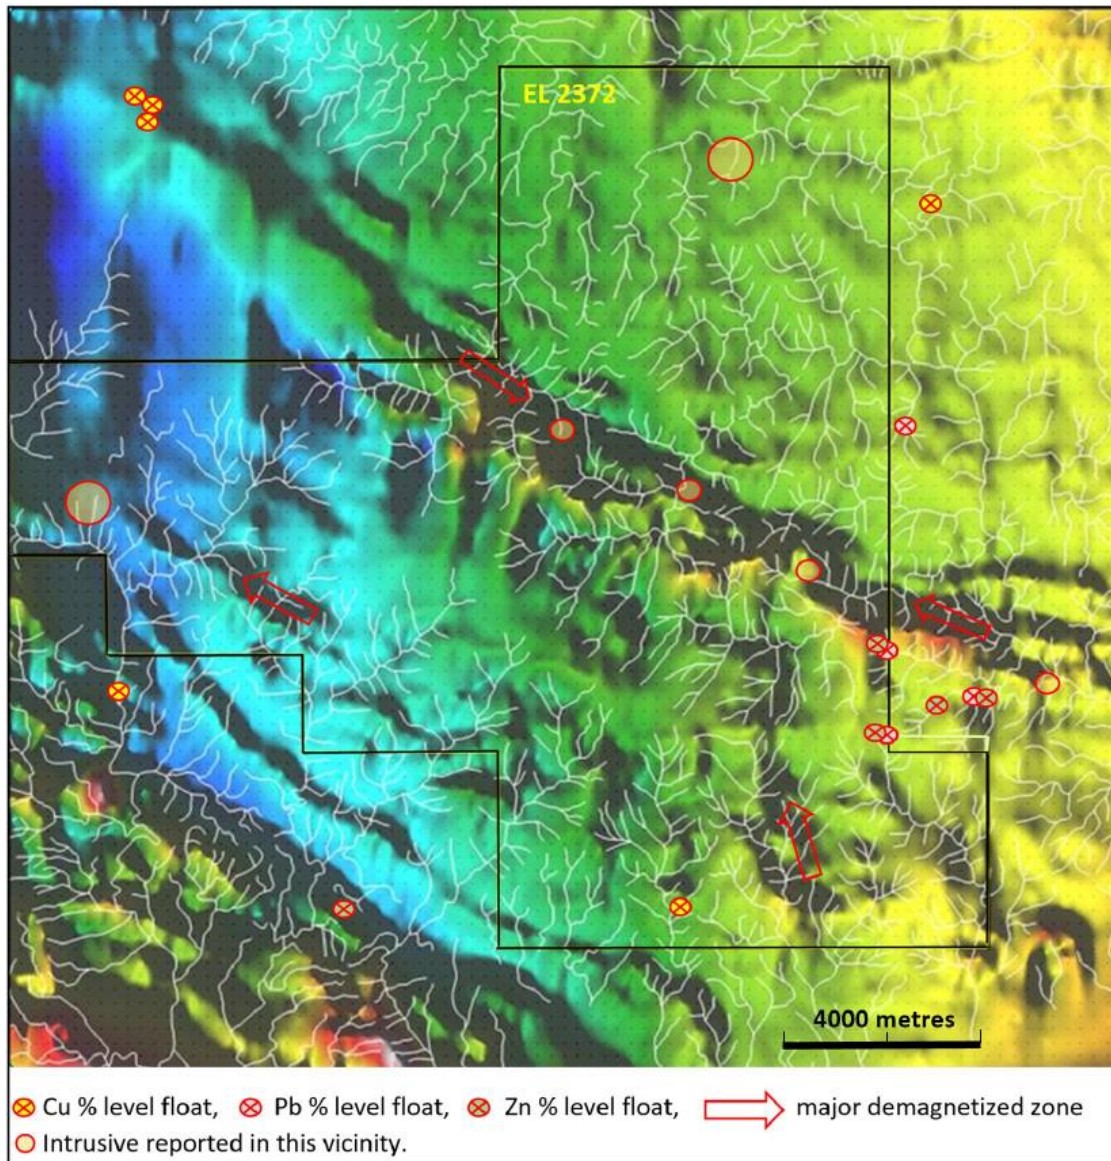 EL 2372
4000 metres
Cu % level float, Pb % level float, Zn % level float, major demagnetized zone
Intrusive reported in this vicinity.